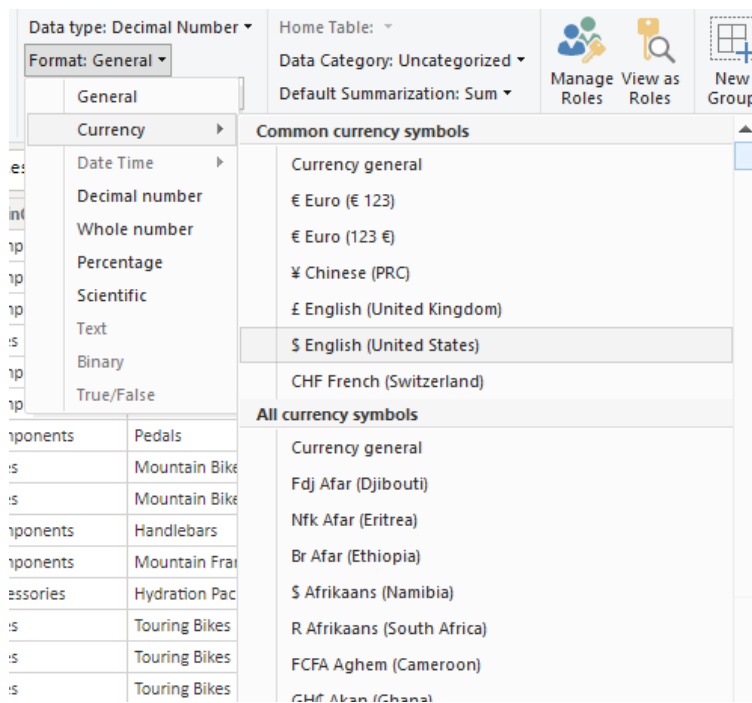 Data type: Decimal Number
Home Table:
Format: General
Data Category: Uncategorized
Default Summarization: Sum
Manage Roles
View as Roles
New
General
Currency
Date Time
Decimal number
Whole number
Percentage
Scientific
Text
Binary
True/False
Common currency symbols
Currency general
€ Euro (€ 123)
€ Euro (123 €)
¥ Chinese (PRC)
£ English (United Kingdom)
$ English (United States)
CHF French (Switzerland)
All currency symbols
Currency general
Fdj Afar (Djibouti)
Nfk Afar (Eritrea)
Br Afar (Ethiopia)
$ Afrikaans (Namibia)
R Afrikaans (South Africa)
FCFA Aghem (Cameroon)
GH₵ Akan (Ghana)
Pedals
Mountain Bike
Mountain Bike
Handlebars
Mountain Fra
Hydration Pac
Touring Bikes
Touring Bikes
Touring Bikes